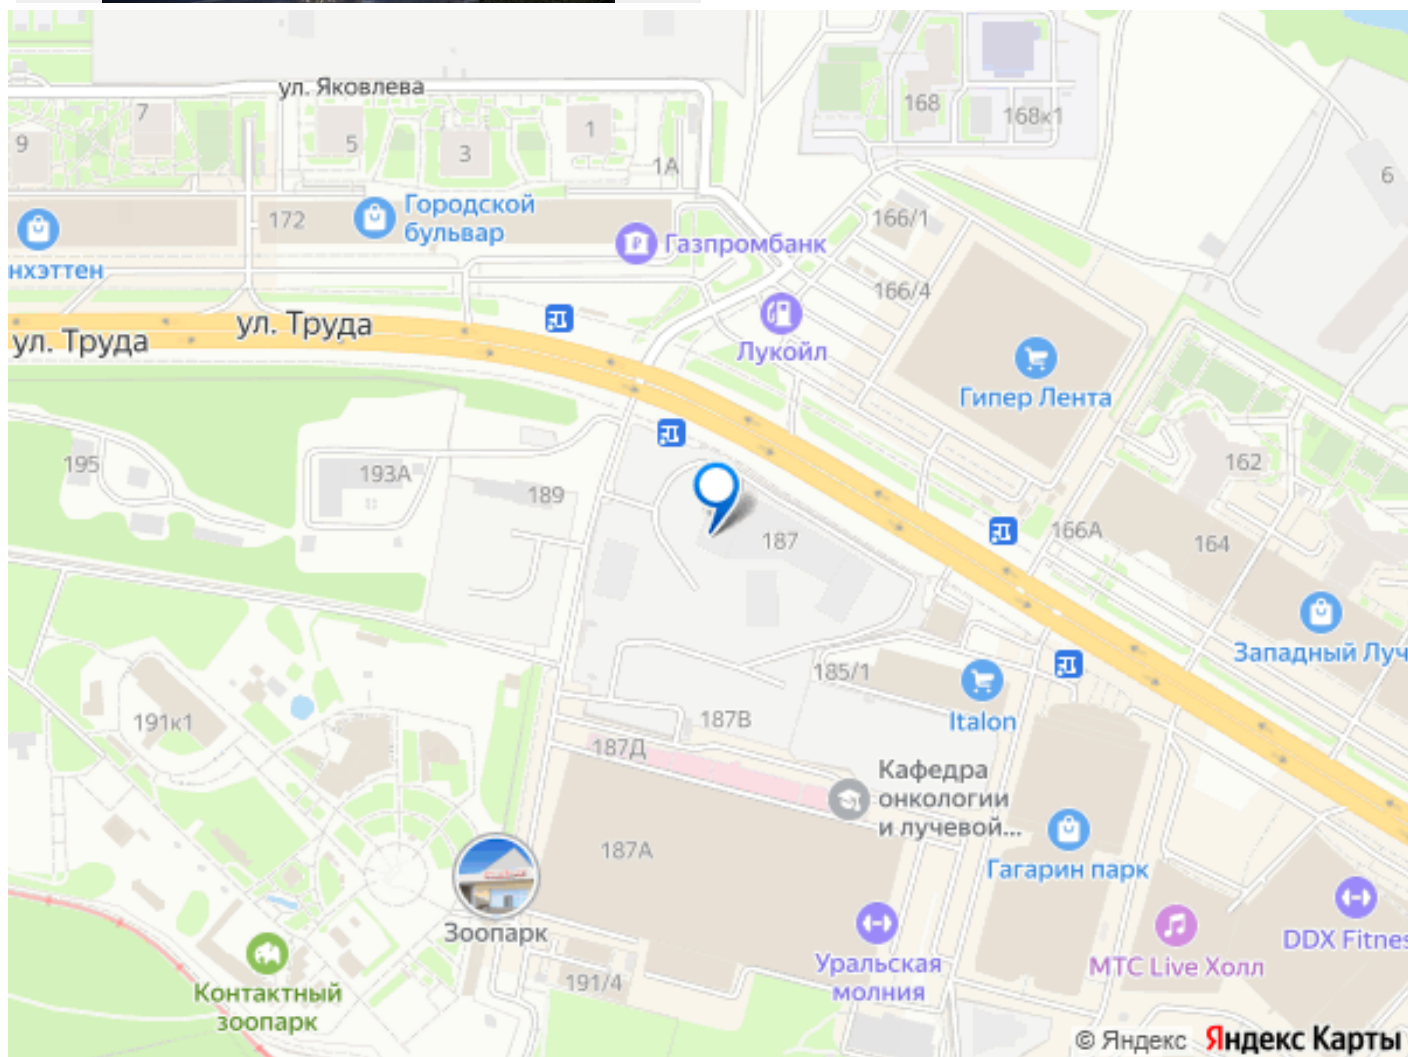 ул. Яковлева
168
168к1
7
9
5
3
1
1А
6
172
Городской
бульвар
166/1
Газпромбанк
нхэттен
166/4
ул. Труда
ул. Труда
Лукойл
Гипер Лента
195
193А
189
162
187
166А
164
Западный Луч
185/1
Italon
191к1
187В
187Д
Кафедра
онкологии
и лучевой...
187А
Гагарин парк
Зоопарк
Уральская
молния
МТС Live Холл
DDX Fitnes
191/4
Контактный
зоопарк
© Яндекс Яндекс Карты